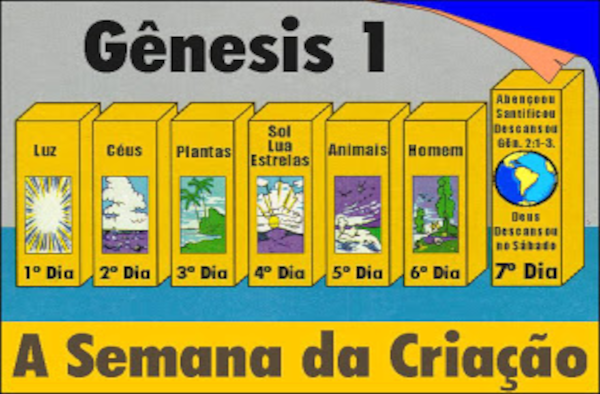 Gênesis 1
Luz
1º Dia
Céus
2º Dia
Plantas
3º Dia
Sol
Lua
Estrelas
4º Dia
Animais
5º Dia
Homem
6º Dia
Abençoou
Santificou
Descansou
Gên. 2:1-3.
Deus
Descansou
no Sábado
7º Dia
A Semana da Criação